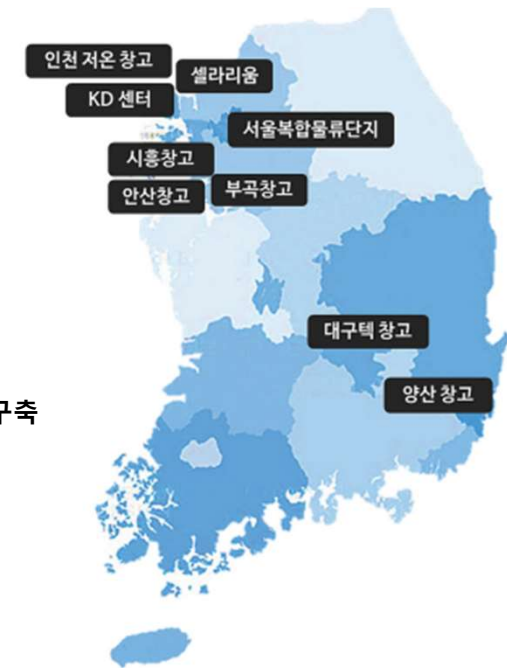 인천 저온 창고
셀라리움
KD 센터
서울복합물류단지
시흥창고
안산창고
부곡창고
대구텍 창고
구축
양산 창고